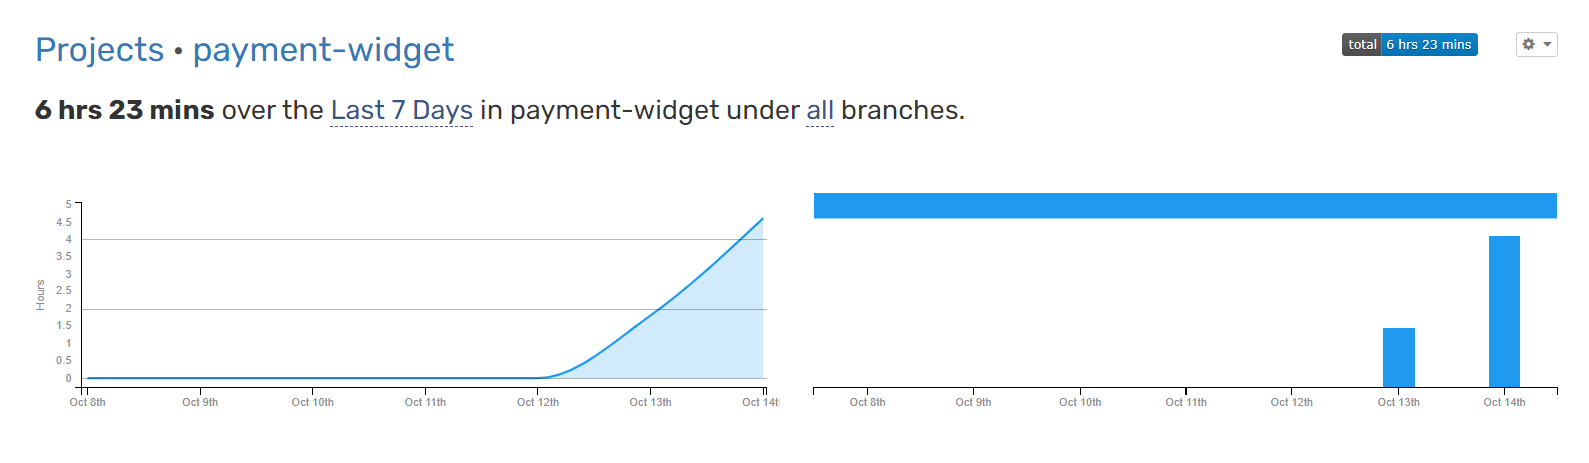 Projects • payment-widget
total 6 hrs 23 mins
6 hrs 23 mins over the Last 7 Days in payment-widget under all branches.
Hours
5
4.5
4
3.5
3
2.5
2
1.5
1
0.5
0
Oct 8th Oct 9th Oct 10th Oct 11th Oct 12th Oct 13th Oct 14t
Oct 8th Oct 9th Oct 10th Oct 11th Oct 12th Oct 13th Oct 14th